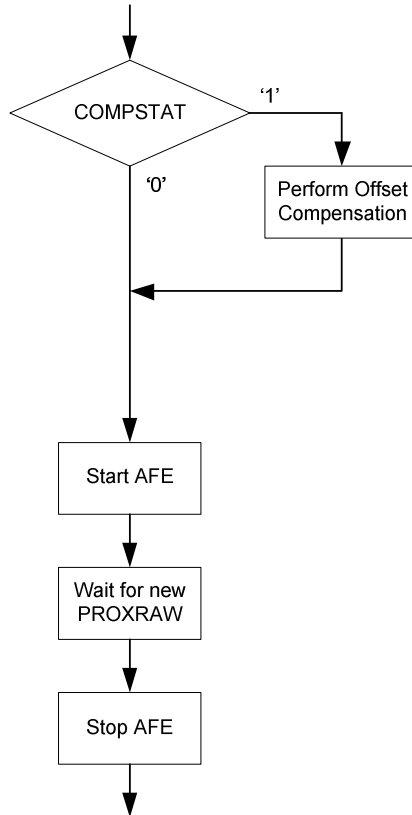 COMPSTAT
‘1’
‘0’
Perform Offset
Compensation
Start AFE
Wait for new
PROXRAW
Stop AFE